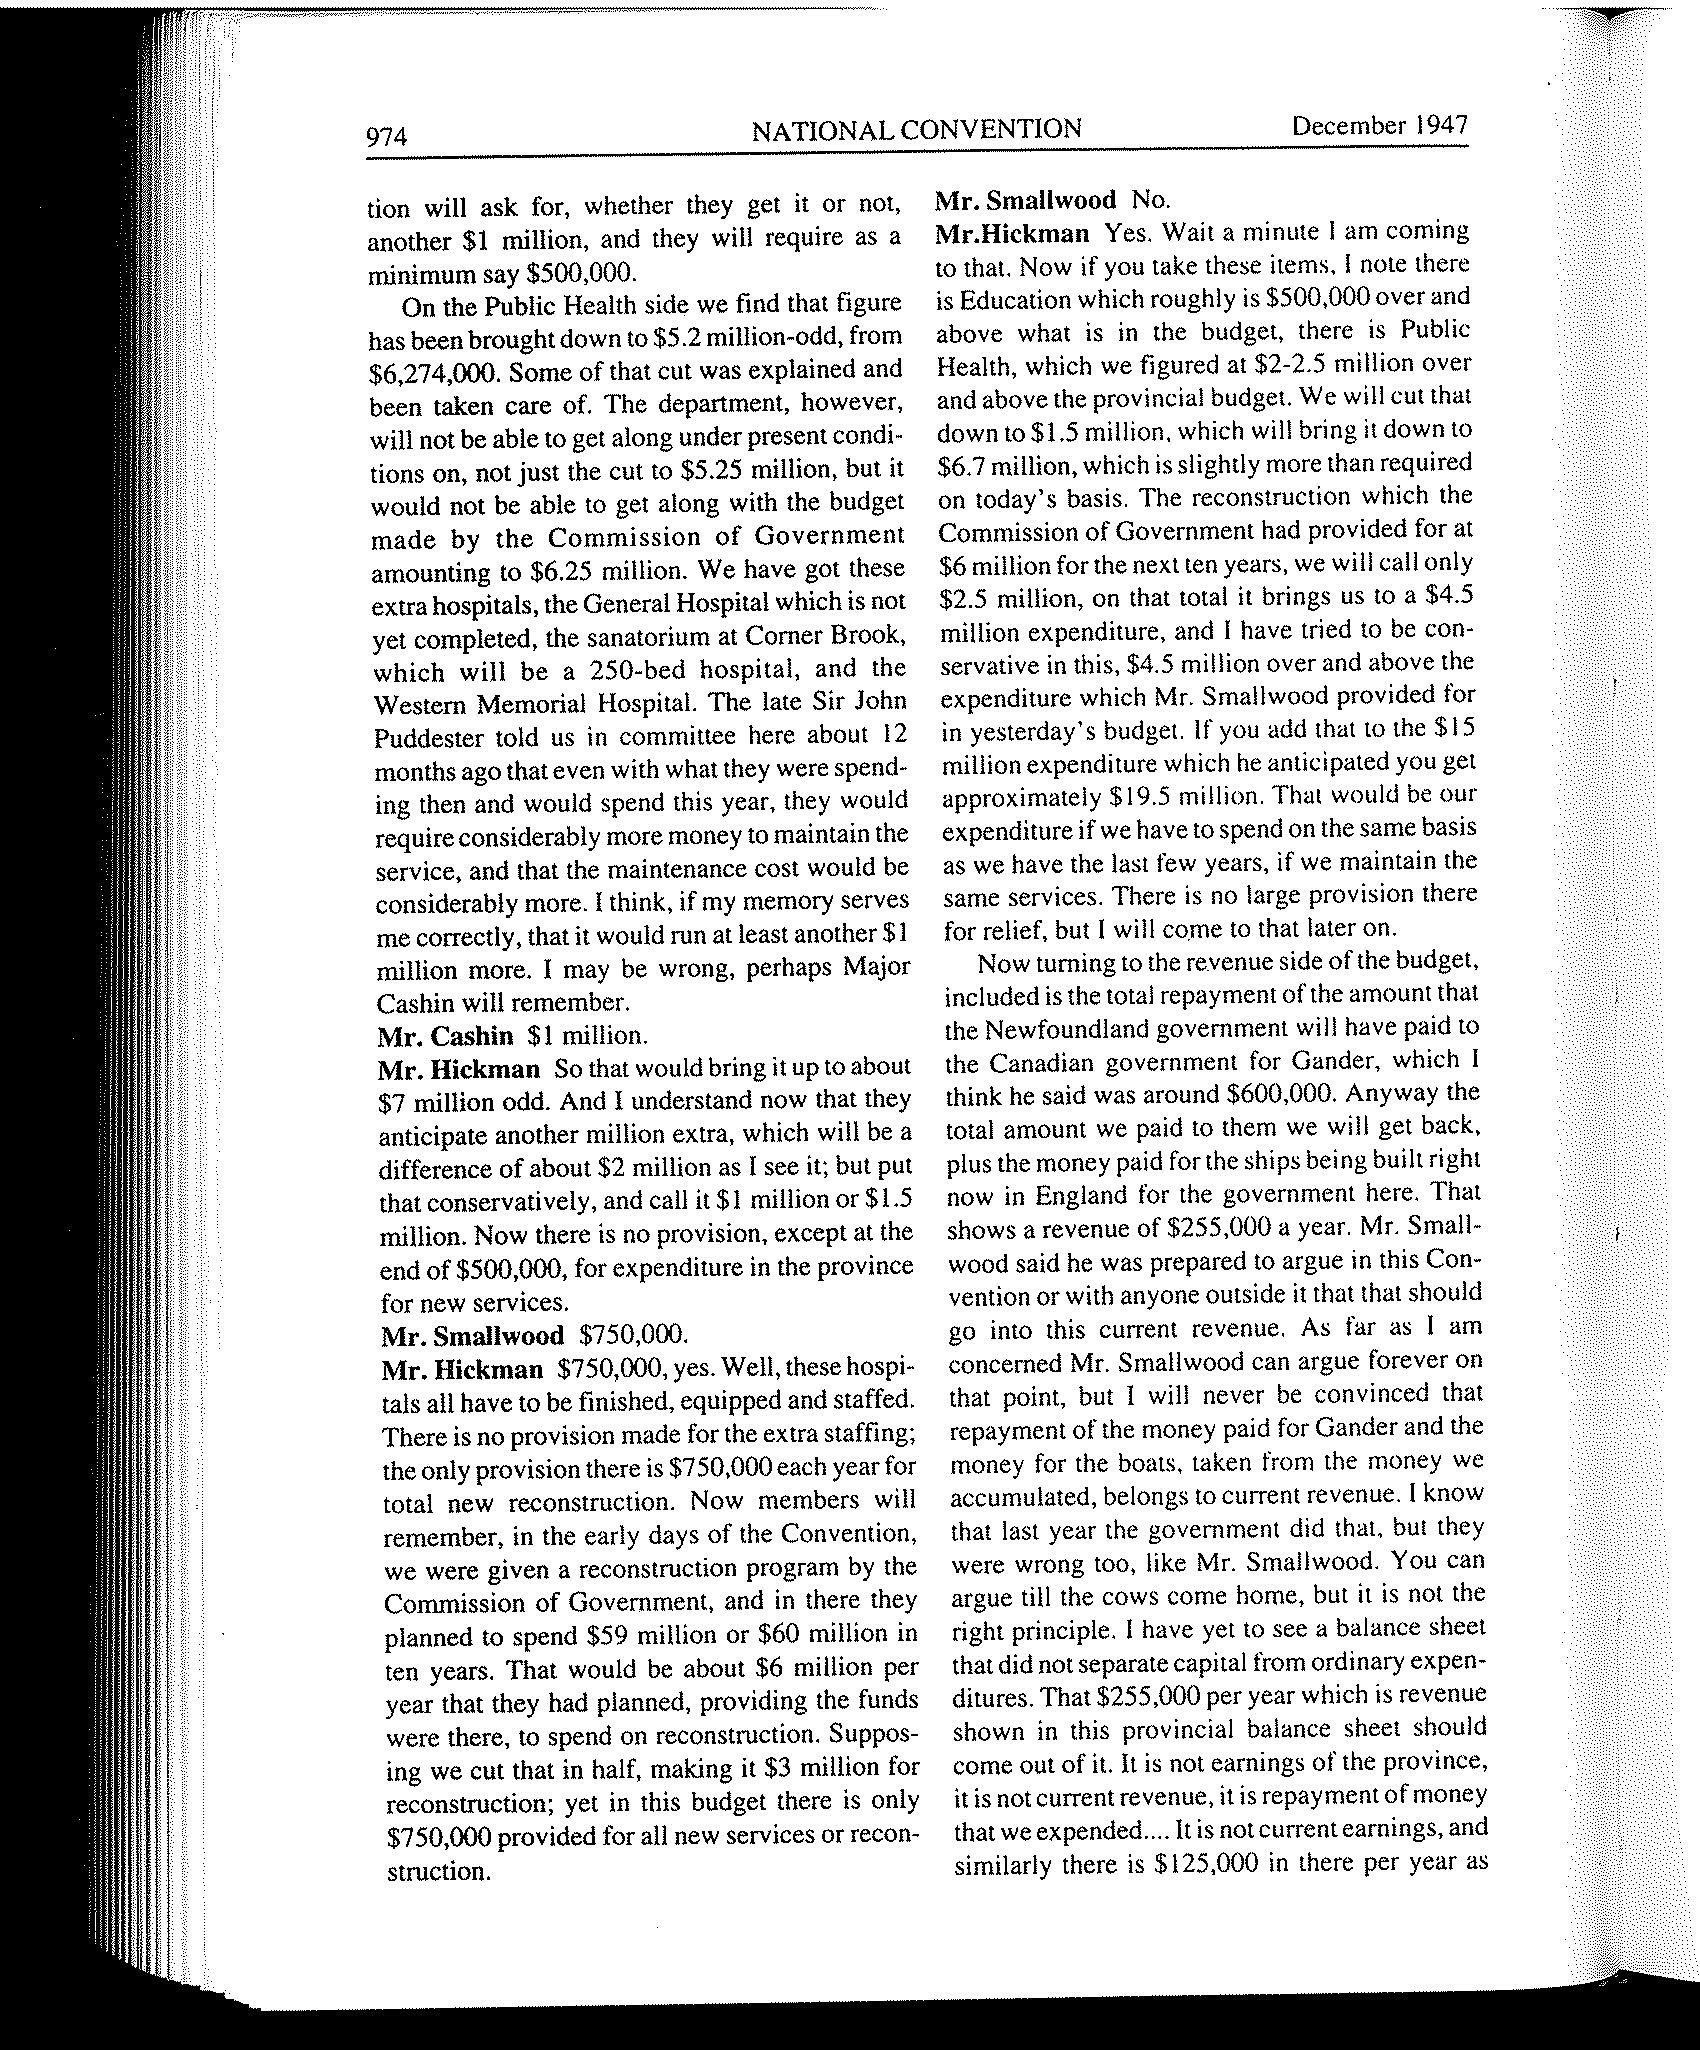 974 NATIONAL CONVENTION December 1947
tion will ask for, whether they get it or not,
another $1 million, and they will require as a
minimum say $500,000.
On the Public Health side we find that figure
has been brought down to $5.2 million-odd, from
$6,274,000. Some of that cut was explained and
been taken care of. The department, however,
will not be able to get along under present condi-
tions on, not just the cut to $5.25 million, but it
would not be able to get along with the budget
made by the Commission of Government
amounting to $6.25 million. We have got these
extra hospitals, the General Hospital which is not
yet completed, the sanatorium at Corner Brook,
which will be a 250-bed hospital, and the
Western Memorial Hospital. The late Sir John
Puddester told us in committee here about 12
months ago that even with what they were spend-
ing then and would spend this year, they would
require considerably more money to maintain the
service, and that the maintenance cost would be
considerably more. I think, if my memory serves
me correctly, that it would run at least another $1
million more. I may be wrong, perhaps Major
Cashin will remember.
Mr. Cashin $1 million.
Mr. Hickman So that would bring it up to about
$7 million odd. And I understand now that they
anticipate another million extra, which will be a
difference of about $2 million as I see it; but put
that conservatively, and call it $1 million or $1.5
million. Now there is no provision, except at the
end of $500,000, for expenditure in the province
for new services.
Mr. Smallwood $750,000.
Mr. Hickman $750,000, yes. Well, these hospi-
tals all have to be finished, equipped and staffed.
There is no provision made for the extra staffing;
the only provision there is $750,000 each year for
total new reconstruction. Now members will
remember, in the early days of the Convention,
we were given a reconstruction program by the
Commission of Government, and in there they
planned to spend $59 million or $60 million in
ten years. That would be about $6 million per
year that they had planned, providing the funds
were there, to spend on reconstruction. Suppos-
ing we cut that in half, making it $3 million for
reconstruction; yet in this budget there is only
$750,000 provided for all new services or recon-
struction.
Mr. Smallwood No.
Mr.Hickman Yes. Wait a minute I am coming
to that. Now if you take these items, I note there
is Education which roughly is $500,000 over and
above what is in the budget, there is Public
Health, which we figured at $2-2.5 million over
and above the provincial budget. We will cut that
down to $1.5 million, which will bring it down to
$6.7 million, which is slightly more than required
on today's basis. The reconstruction which the
Commission of Government had provided for at
$6 million for the next ten years, we will call only
$2.5 million, on that total it brings us to a $4.5
million expenditure, and I have tried to be con-
servative in this, $4.5 million over and above the
expenditure which Mr. Smallwood provided for
in yesterday's budget. If you add that to the $15
million expenditure which he anticipated you get
approximately $19.5 million. That would be our
expenditure if we have to spend on the same basis
as we have the last few years, if we maintain the
same services. There is no large provision there
for relief, but I will come to that later on.
Now turning to the revenue side of the budget,
included is the total repayment of the amount that
the Newfoundland government will have paid to
the Canadian government for Gander, which I
think he said was around $600,000. Anyway the
total amount we paid to them we will get back,
plus the money paid for the ships being built right
now in England for the government here. That
shows a revenue of $255,000 a year. Mr. Small-
wood said he was prepared to argue in this Con-
vention or with anyone outside it that that should
go into this current revenue. As far as I am
concerned Mr. Smallwood can argue forever on
that point, but I will never be convinced that
repayment of the money paid for Gander and the
money for the boats, taken from the money we
accumulated, belongs to current revenue. I know
that last year the government did that, but they
were wrong too, like Mr. Smallwood. You can
argue till the cows come home, but it is not the
right principle. I have yet to see a balance sheet
that did not separate capital from ordinary expen-
ditures. That $255,000 per year which is revenue
shown in this provincial balance sheet should
come out of it. It is not earnings of the province,
it is not current revenue, it is repayment of money
that we expended.... It is not current earnings, and
similarly there is $125,000 in there per year as